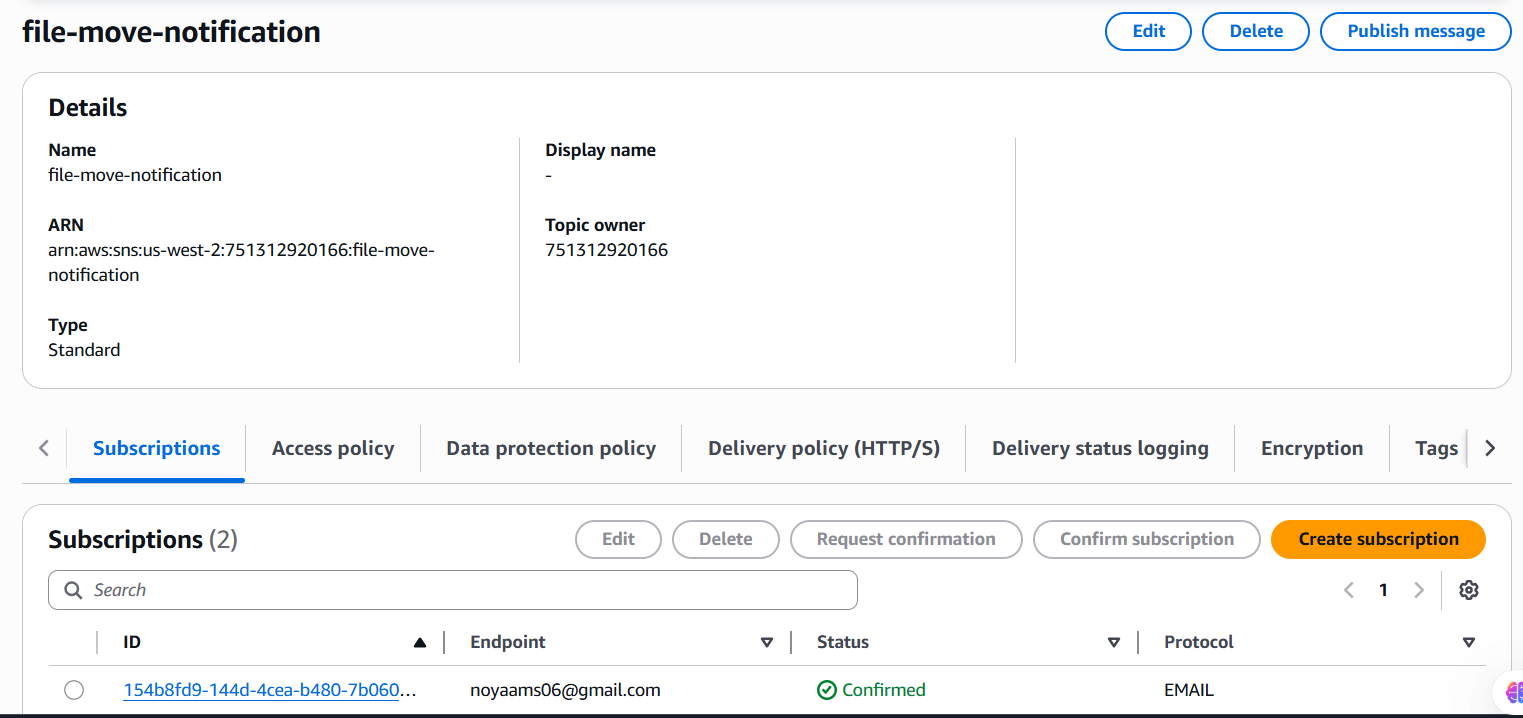 file-move-notification
Edit
Delete
Publish message
Details
Name
file-move-notification
Display name
-
ARN
arn:aws:sns:us-west-2:751312920166:file-move-
notification
Topic owner
751312920166
Type
Standard
Subscriptions
Access policy
Data protection policy
Delivery policy (HTTP/S)
Delivery status logging
Encryption
Tags
Subscriptions (2)
Edit
Delete
Request confirmation
Confirm subscription
Create subscription
Search
1
ID
Endpoint
Status
Protocol
154b8fd9-144d-4cea-b480-7b060...
noyaams06@gmail.com
Confirmed
EMAIL